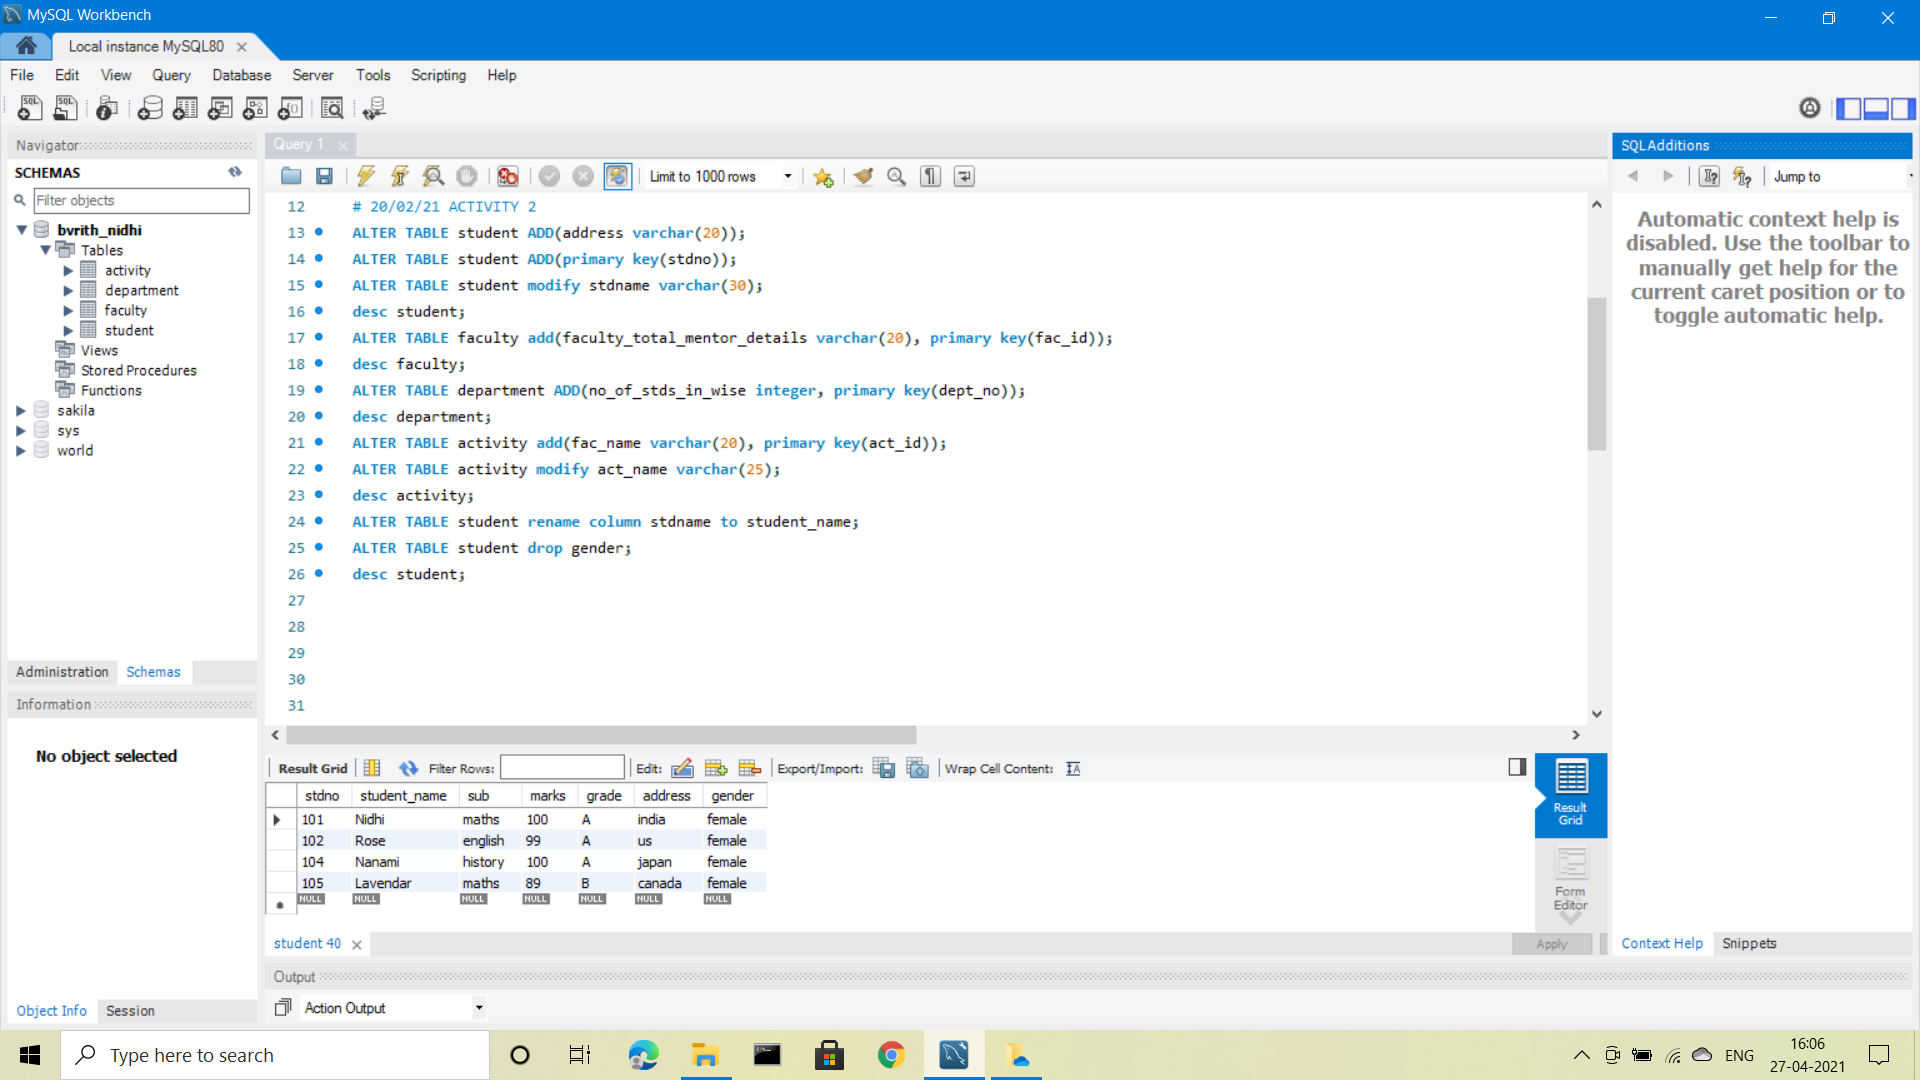 MySQL Workbench
Local instance MySQL80
File Edit View Query Database Server Tools Scripting Help
Navigator
SCHEMAS
Filter objects
bvrith_nidhi
Tables
activity
department
faculty
student
Views
Stored Procedures
Functions
sakila
sys
world
Administration Schemas
Information
No object selected
Object Info Session
Query 1
Limit to 1000 rows
12 # 20/02/21 ACTIVITY 2
13 ALTER TABLE student ADD(address varchar(20));
14 ALTER TABLE student ADD(primary key(stdno));
15 ALTER TABLE student modify stdname varchar(30);
16 desc student;
17 ALTER TABLE faculty add(faculty_total_mentor_details varchar(20), primary key(fac_id));
18 desc faculty;
19 ALTER TABLE department ADD(no_of_stds_in_wise integer, primary key(dept_no));
20 desc department;
21 ALTER TABLE activity add(fac_name varchar(20), primary key(act_id));
22 ALTER TABLE activity modify act_name varchar(25);
23 desc activity;
24 ALTER TABLE student rename column stdname to student_name;
25 ALTER TABLE student drop gender;
26 desc student;
27
28
29
30
31
Result Grid Filter Rows: Edit: Export/Import: Wrap Cell Content:
stdno student_name sub marks grade address gender
101 Nidhi maths 100 A india female
102 Rose english 99 A us female
104 Nanami history 100 A japan female
105 Lavendar maths 89 B canada female
NULL NULL NULL NULL NULL NULL NULL
Result
Grid
Form
Editor
student 40
Apply
Output
Action Output
SQLAdditions
Jump to
Automatic context help is
disabled. Use the toolbar to
manually get help for the
current caret position or to
toggle automatic help.
Context Help Snippets
Type here to search
ENG
16:06
27-04-2021